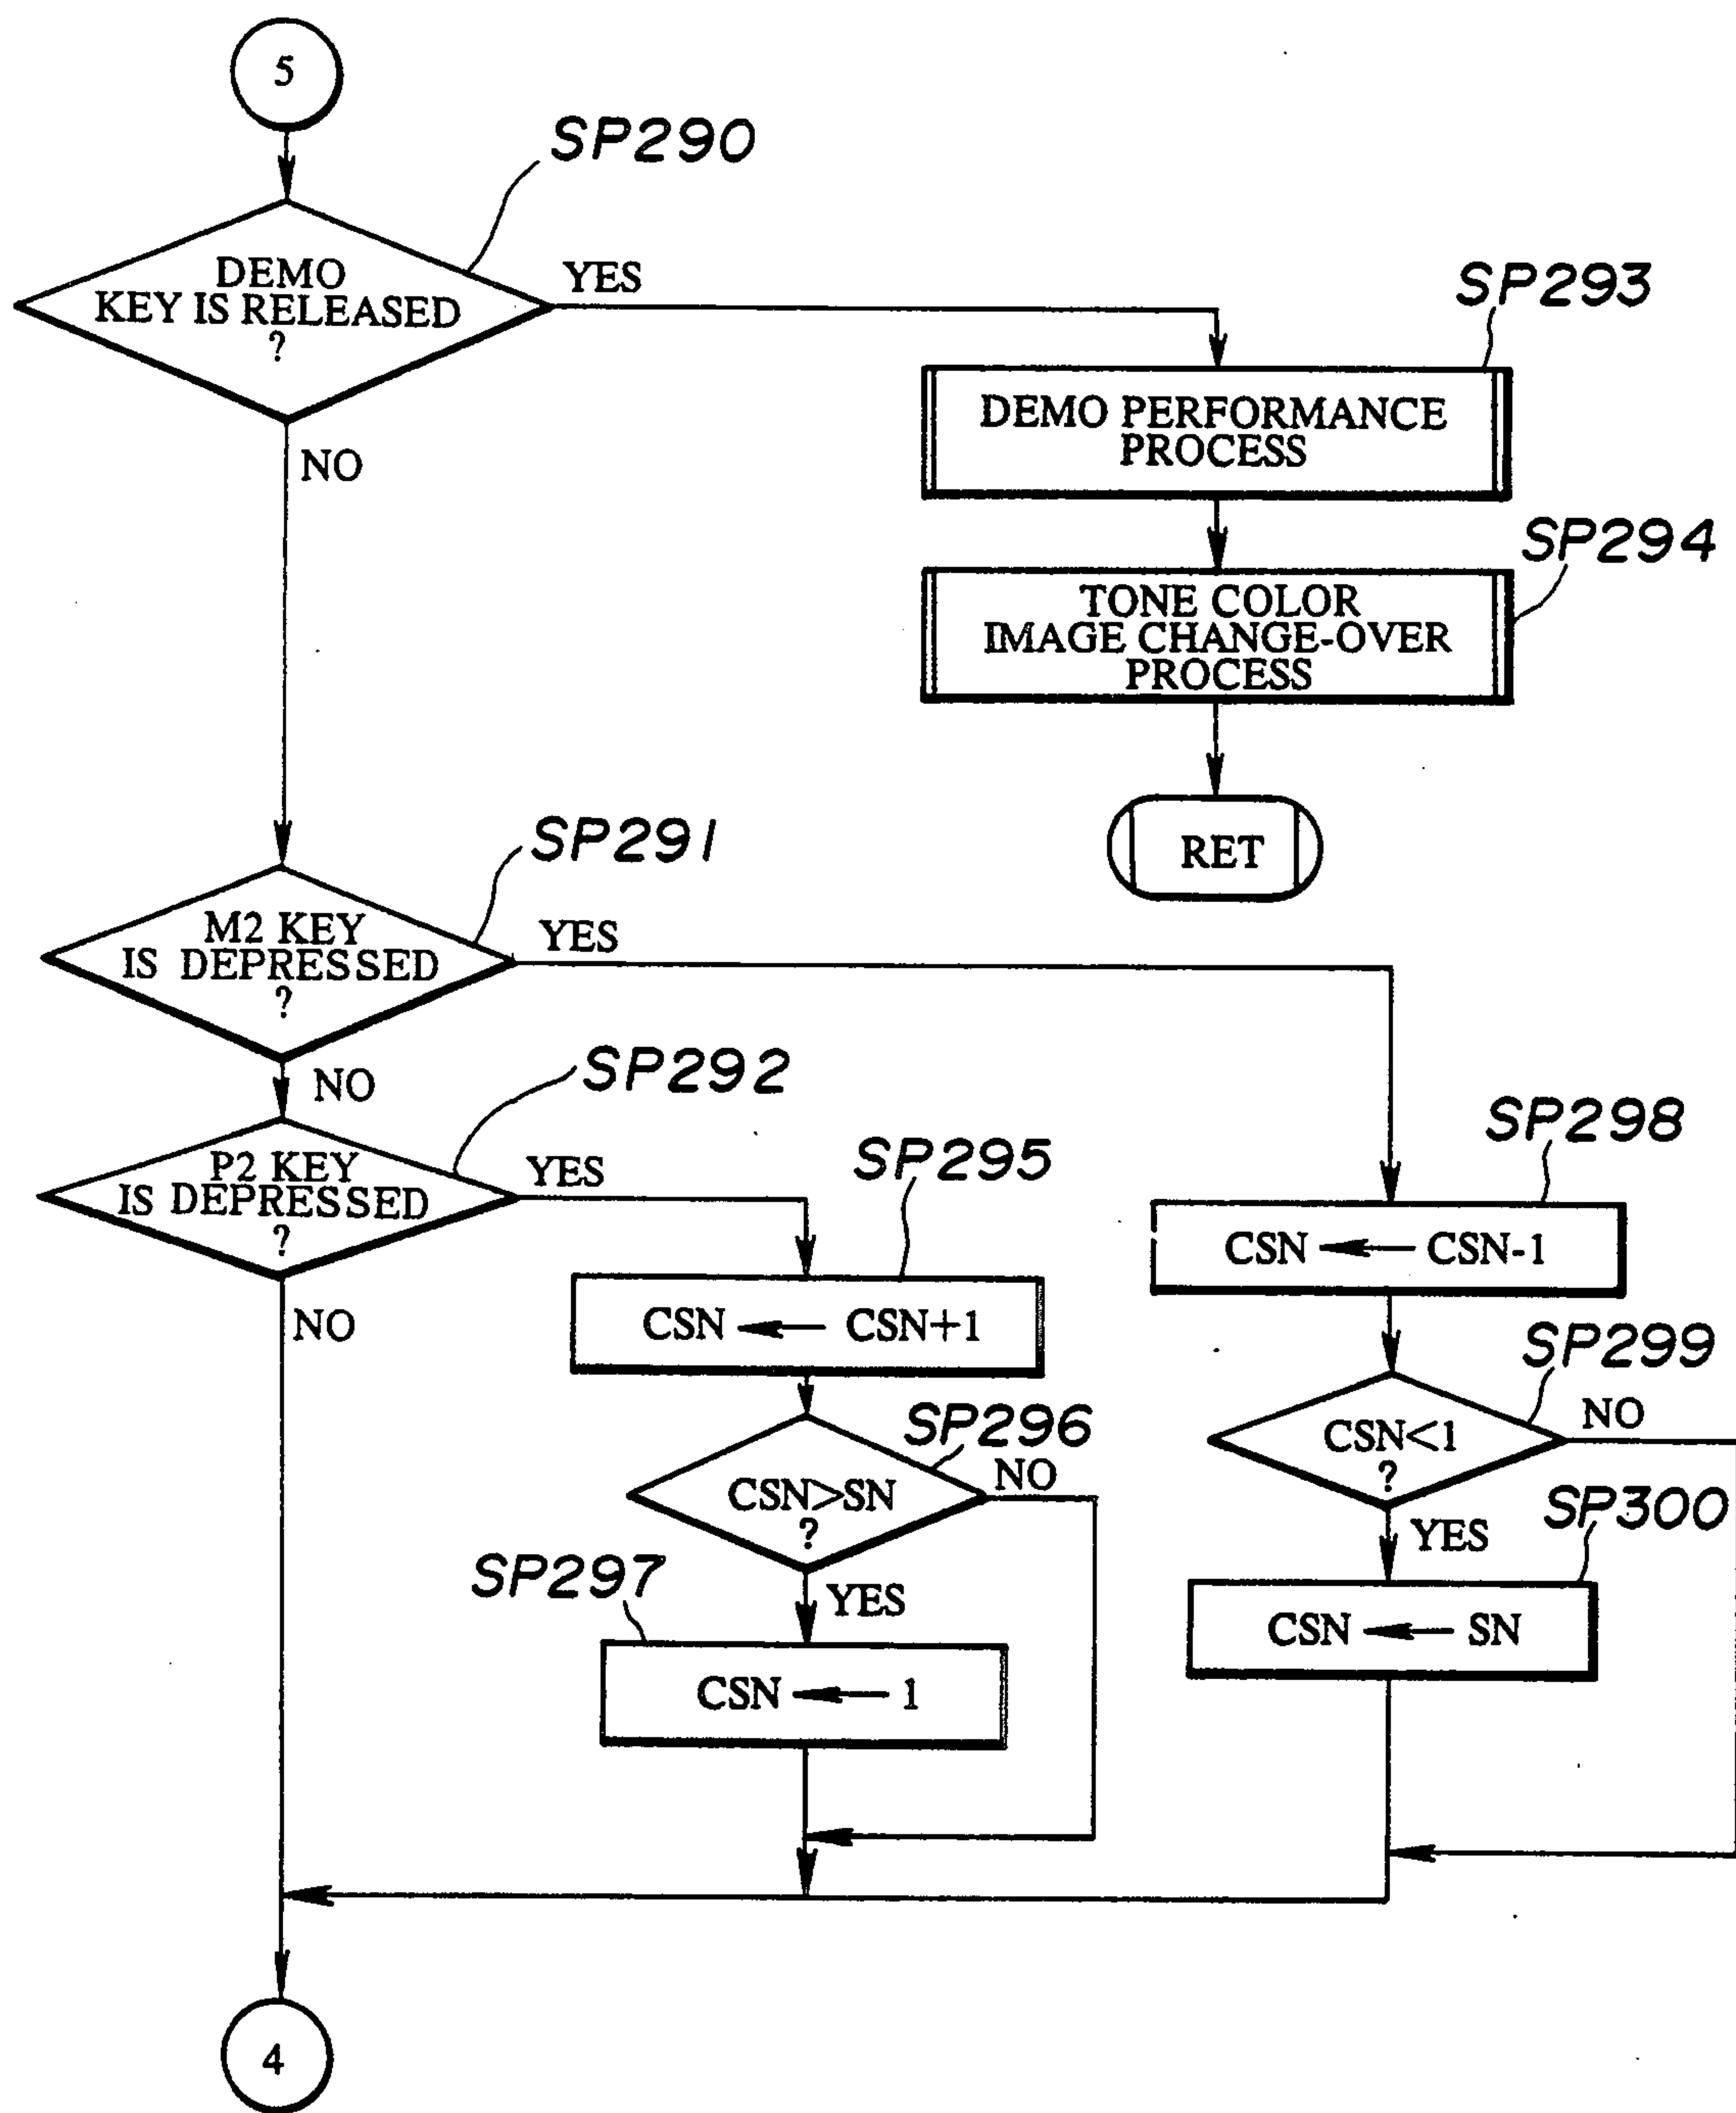 5
SP290
DEMO
KEY IS RELEASED
?
YES
NO
SP293
DEMO PERFORMANCE
PROCESS
SP294
TONE COLOR
IMAGE CHANGE-OVER
PROCESS
RET
SP291
M2 KEY
IS DEPRESSED
?
YES
NO
SP292
P2 KEY
IS DEPRESSED
?
YES
NO
SP295
CSN ← CSN+1
SP296
CSN>SN
?
NO
YES
SP297
CSN ← 1
SP298
CSN ← CSN-1
SP299
CSN<1
?
NO
YES
SP300
CSN ← SN
4